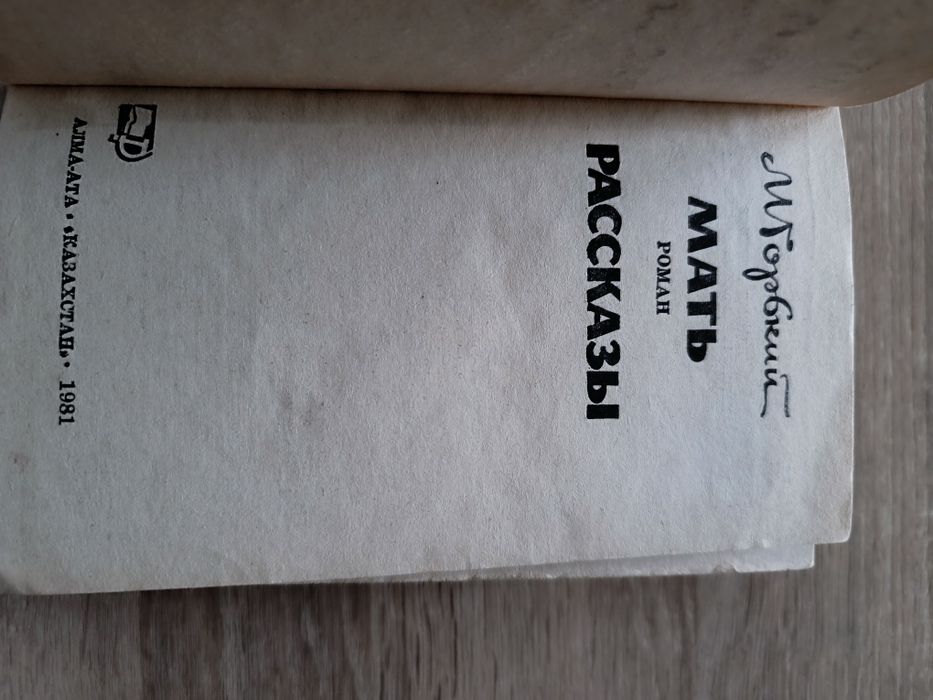 М Горький
МАТЬ
РОМАН
РАССКАЗЫ
АЛМА-АТА • «КАЗАХСТАН» • 1981